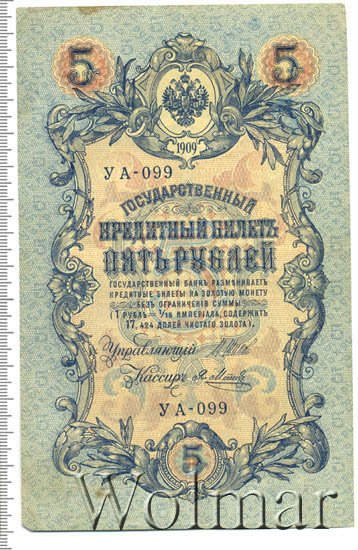 5 5
1909
УА-099
ГОСУДАРСТВЕННЫЙ
КРЕДИТНЫЙ БИЛЕТЪ
ПЯТЬ РУБЛЕЙ
ГОСУДАРСТВЕННЫЙ БАНКЪ РАЗМѢНИВАЕТЪ
КРЕДИТНЫЕ БИЛЕТЫ НА ЗОЛОТУЮ МОНЕТУ
БЕЗЪ ОГРАНИЧЕНІЯ СУММЫ
(1 РУБЛЬ = 1/15 ИМПЕРІАЛА, СОДЕРЖИТЪ
17,424 ДОЛЕЙ ЧИСТАГО ЗОЛОТА).
Управляющій
Кассиръ
УА-099
5
Wolmar